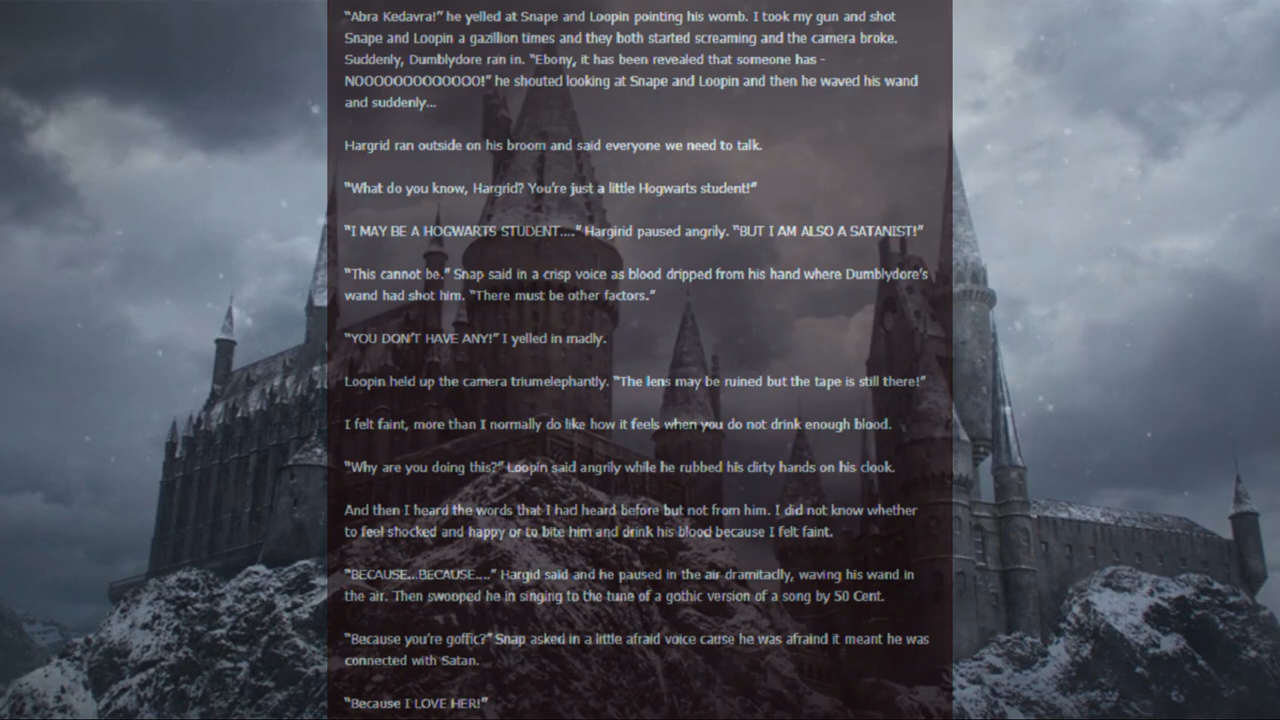 “Abra Kedavra!” he yelled at Snape and Loopin pointing his womb. I took my gun and shot
Snape and Loopin a gazillion times and they both started screaming and the camera broke.
Suddenly, Dumblydore ran in. “Ebony, it has been revealed that someone has -
NOOOOOOOOOOOOO!” he shouted looking at Snape and Loopin and then he waved his wand
and suddenly...
Hargrid ran outside on his broom and said everyone we need to talk.
“What do you know, Hargrid? You’re just a little Hogwarts student!”
“I MAY BE A HOGWARTS STUDENT....” Hargirid paused angrily. “BUT I AM ALSO A SATANIST!”
“This cannot be.” Snap said in a crisp voice as blood dripped from his hand where Dumblydore’s
wand had shot him. “There must be other factors.”
“YOU DON’T HAVE ANY!” I yelled in madly.
Loopin held up the camera triumelephantly. “The lens may be ruined but the tape is still there!”
I felt faint, more than I normally do like how it feels when you do not drink enough blood.
“Why are you doing this?” Loopin said angrily while he rubbed his dirty hands on his clook.
And then I heard the words that I had heard before but not from him. I did not know whether
to feel shocked and happy or to bite him and drink his blood because I felt faint.
“BECAUSE...BECAUSE....” Hargid said and he paused in the air dramitaclly, waving his wand in
the air. Then swooped he in singing to the tune of a gothic version of a song by 50 Cent.
“Because you’re goffic?” Snap asked in a little afraid voice cause he was afraind it meant he was
connected with Satan.
“Because I LOVE HER!”